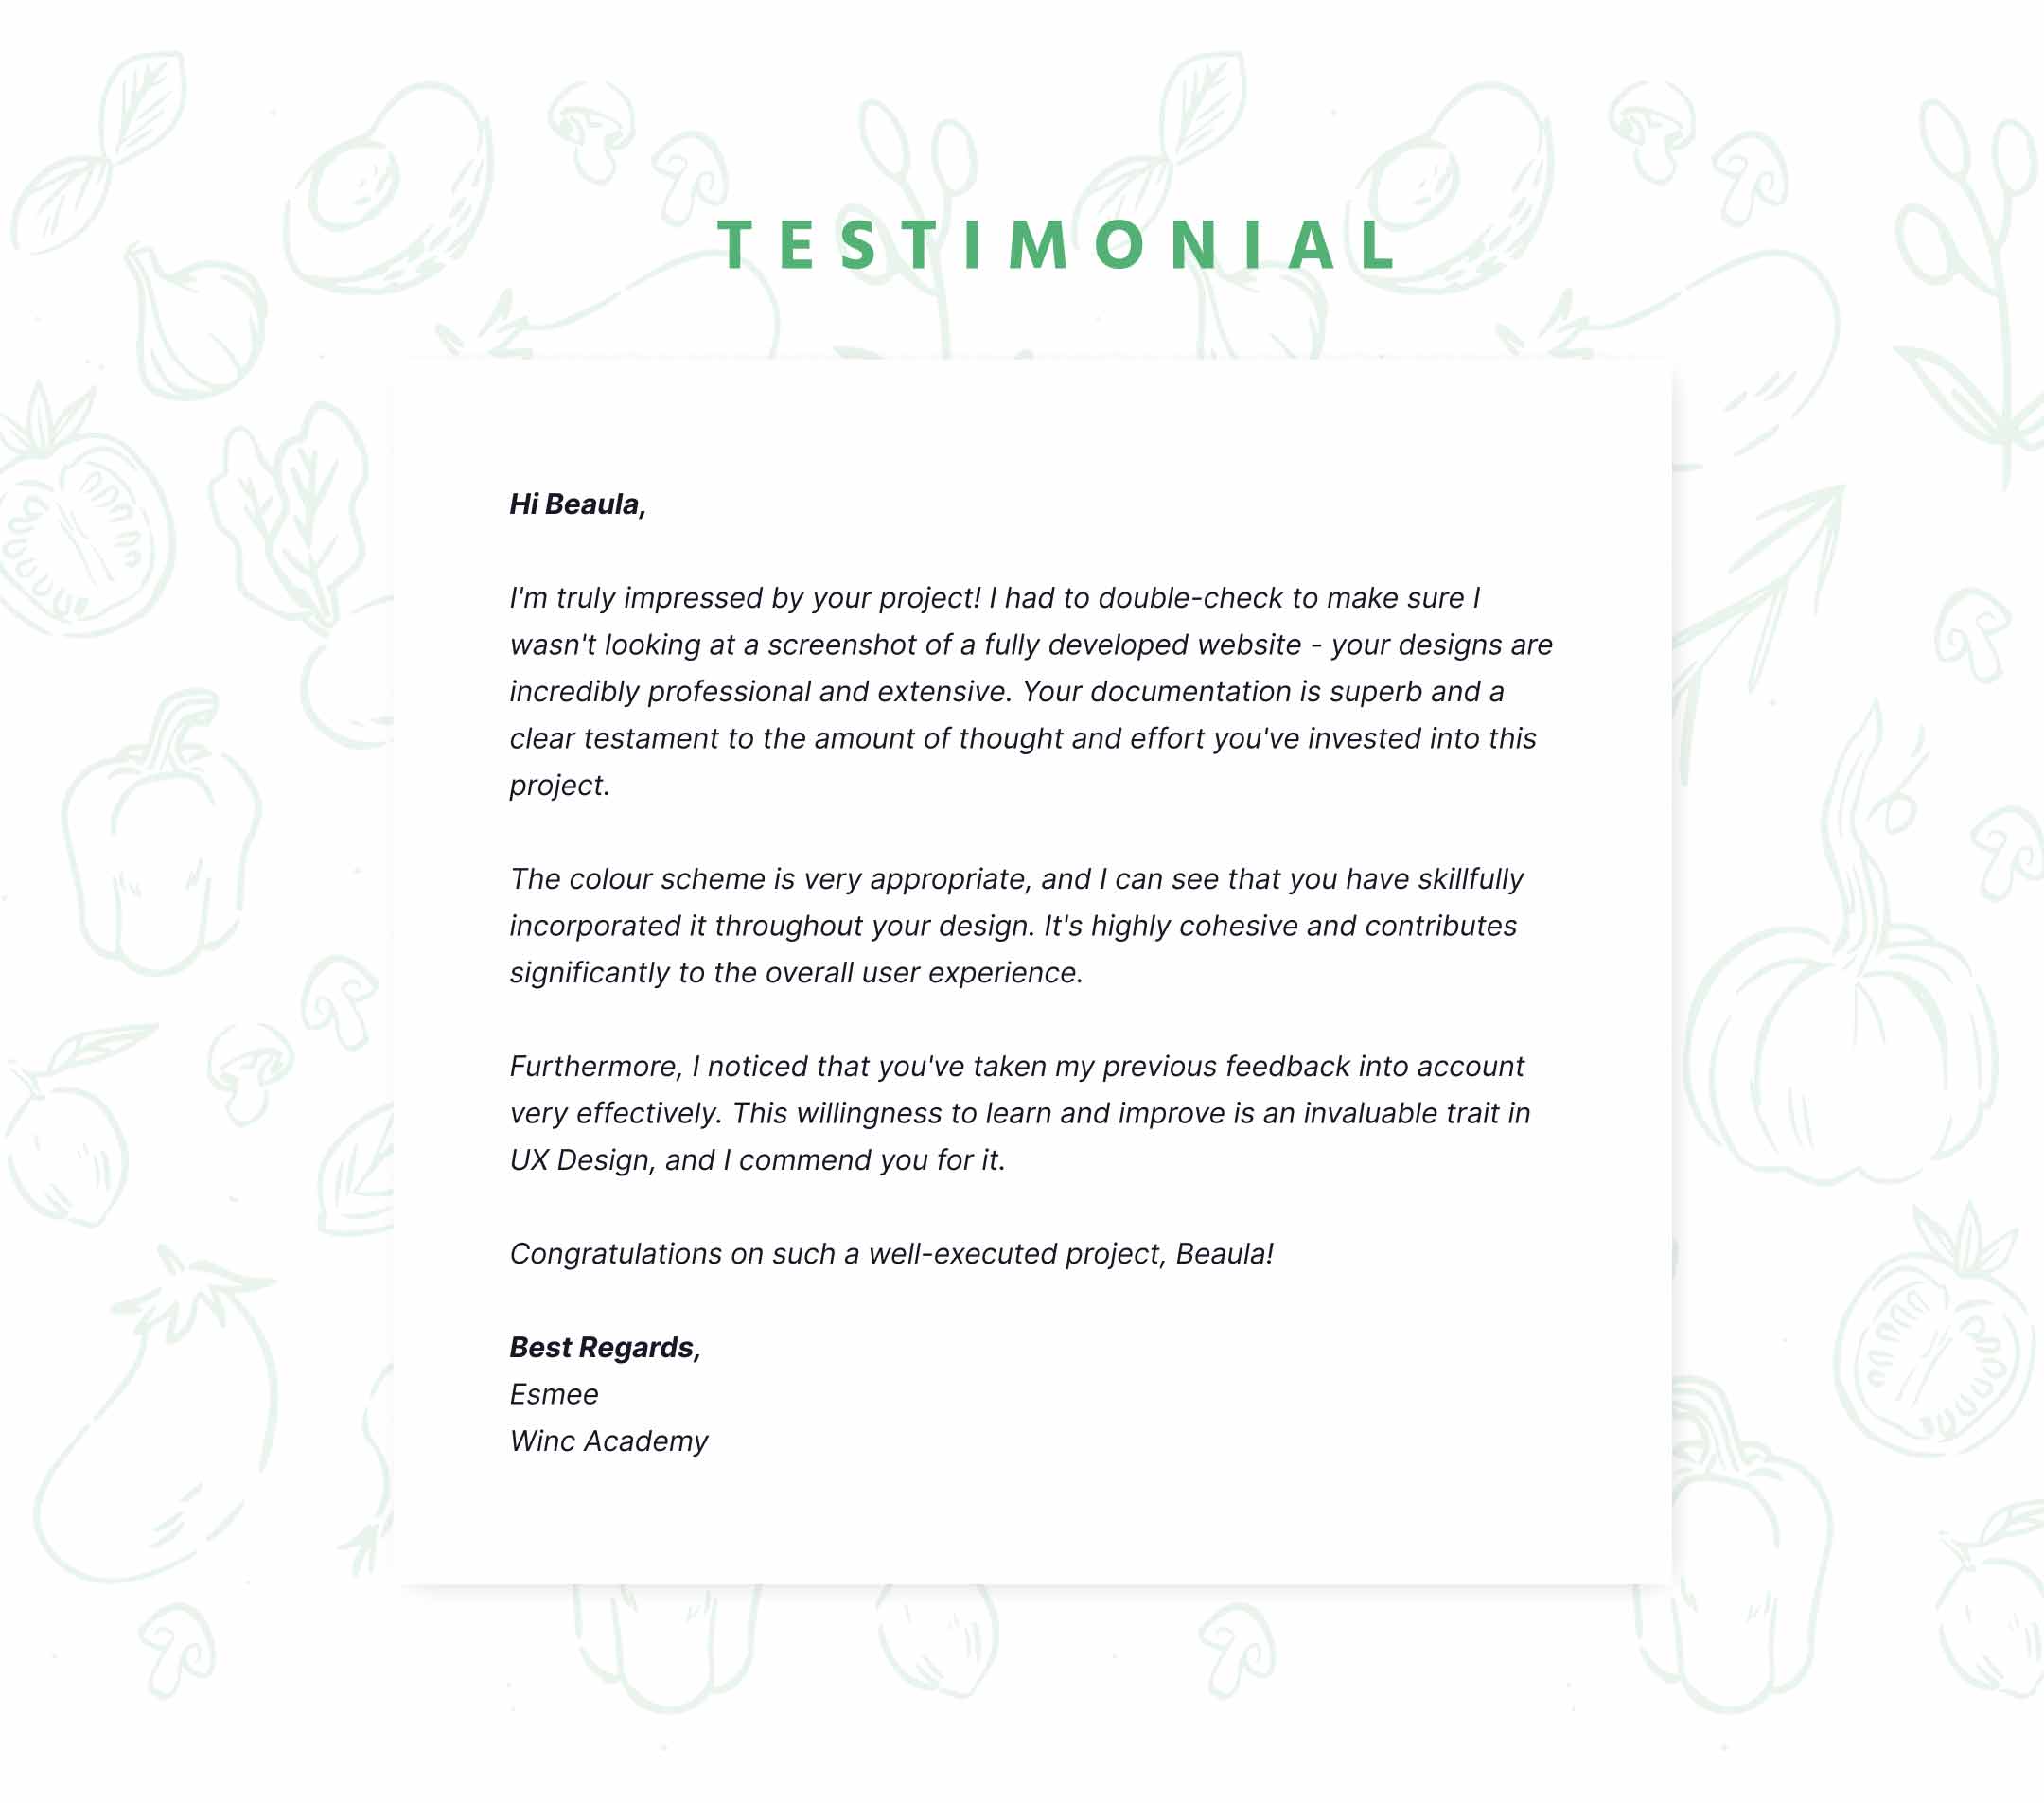 TESTIMONIAL
Hi Beaula,
I'm truly impressed by your project! I had to double-check to make sure I
wasn't looking at a screenshot of a fully developed website - your designs are
incredibly professional and extensive. Your documentation is superb and a
clear testament to the amount of thought and effort you've invested into this
project.
The colour scheme is very appropriate, and I can see that you have skillfully
incorporated it throughout your design. It's highly cohesive and contributes
significantly to the overall user experience.
Furthermore, I noticed that you've taken my previous feedback into account
very effectively. This willingness to learn and improve is an invaluable trait in
UX Design, and I commend you for it.
Congratulations on such a well-executed project, Beaula!
Best Regards,
Esmee
Winc Academy